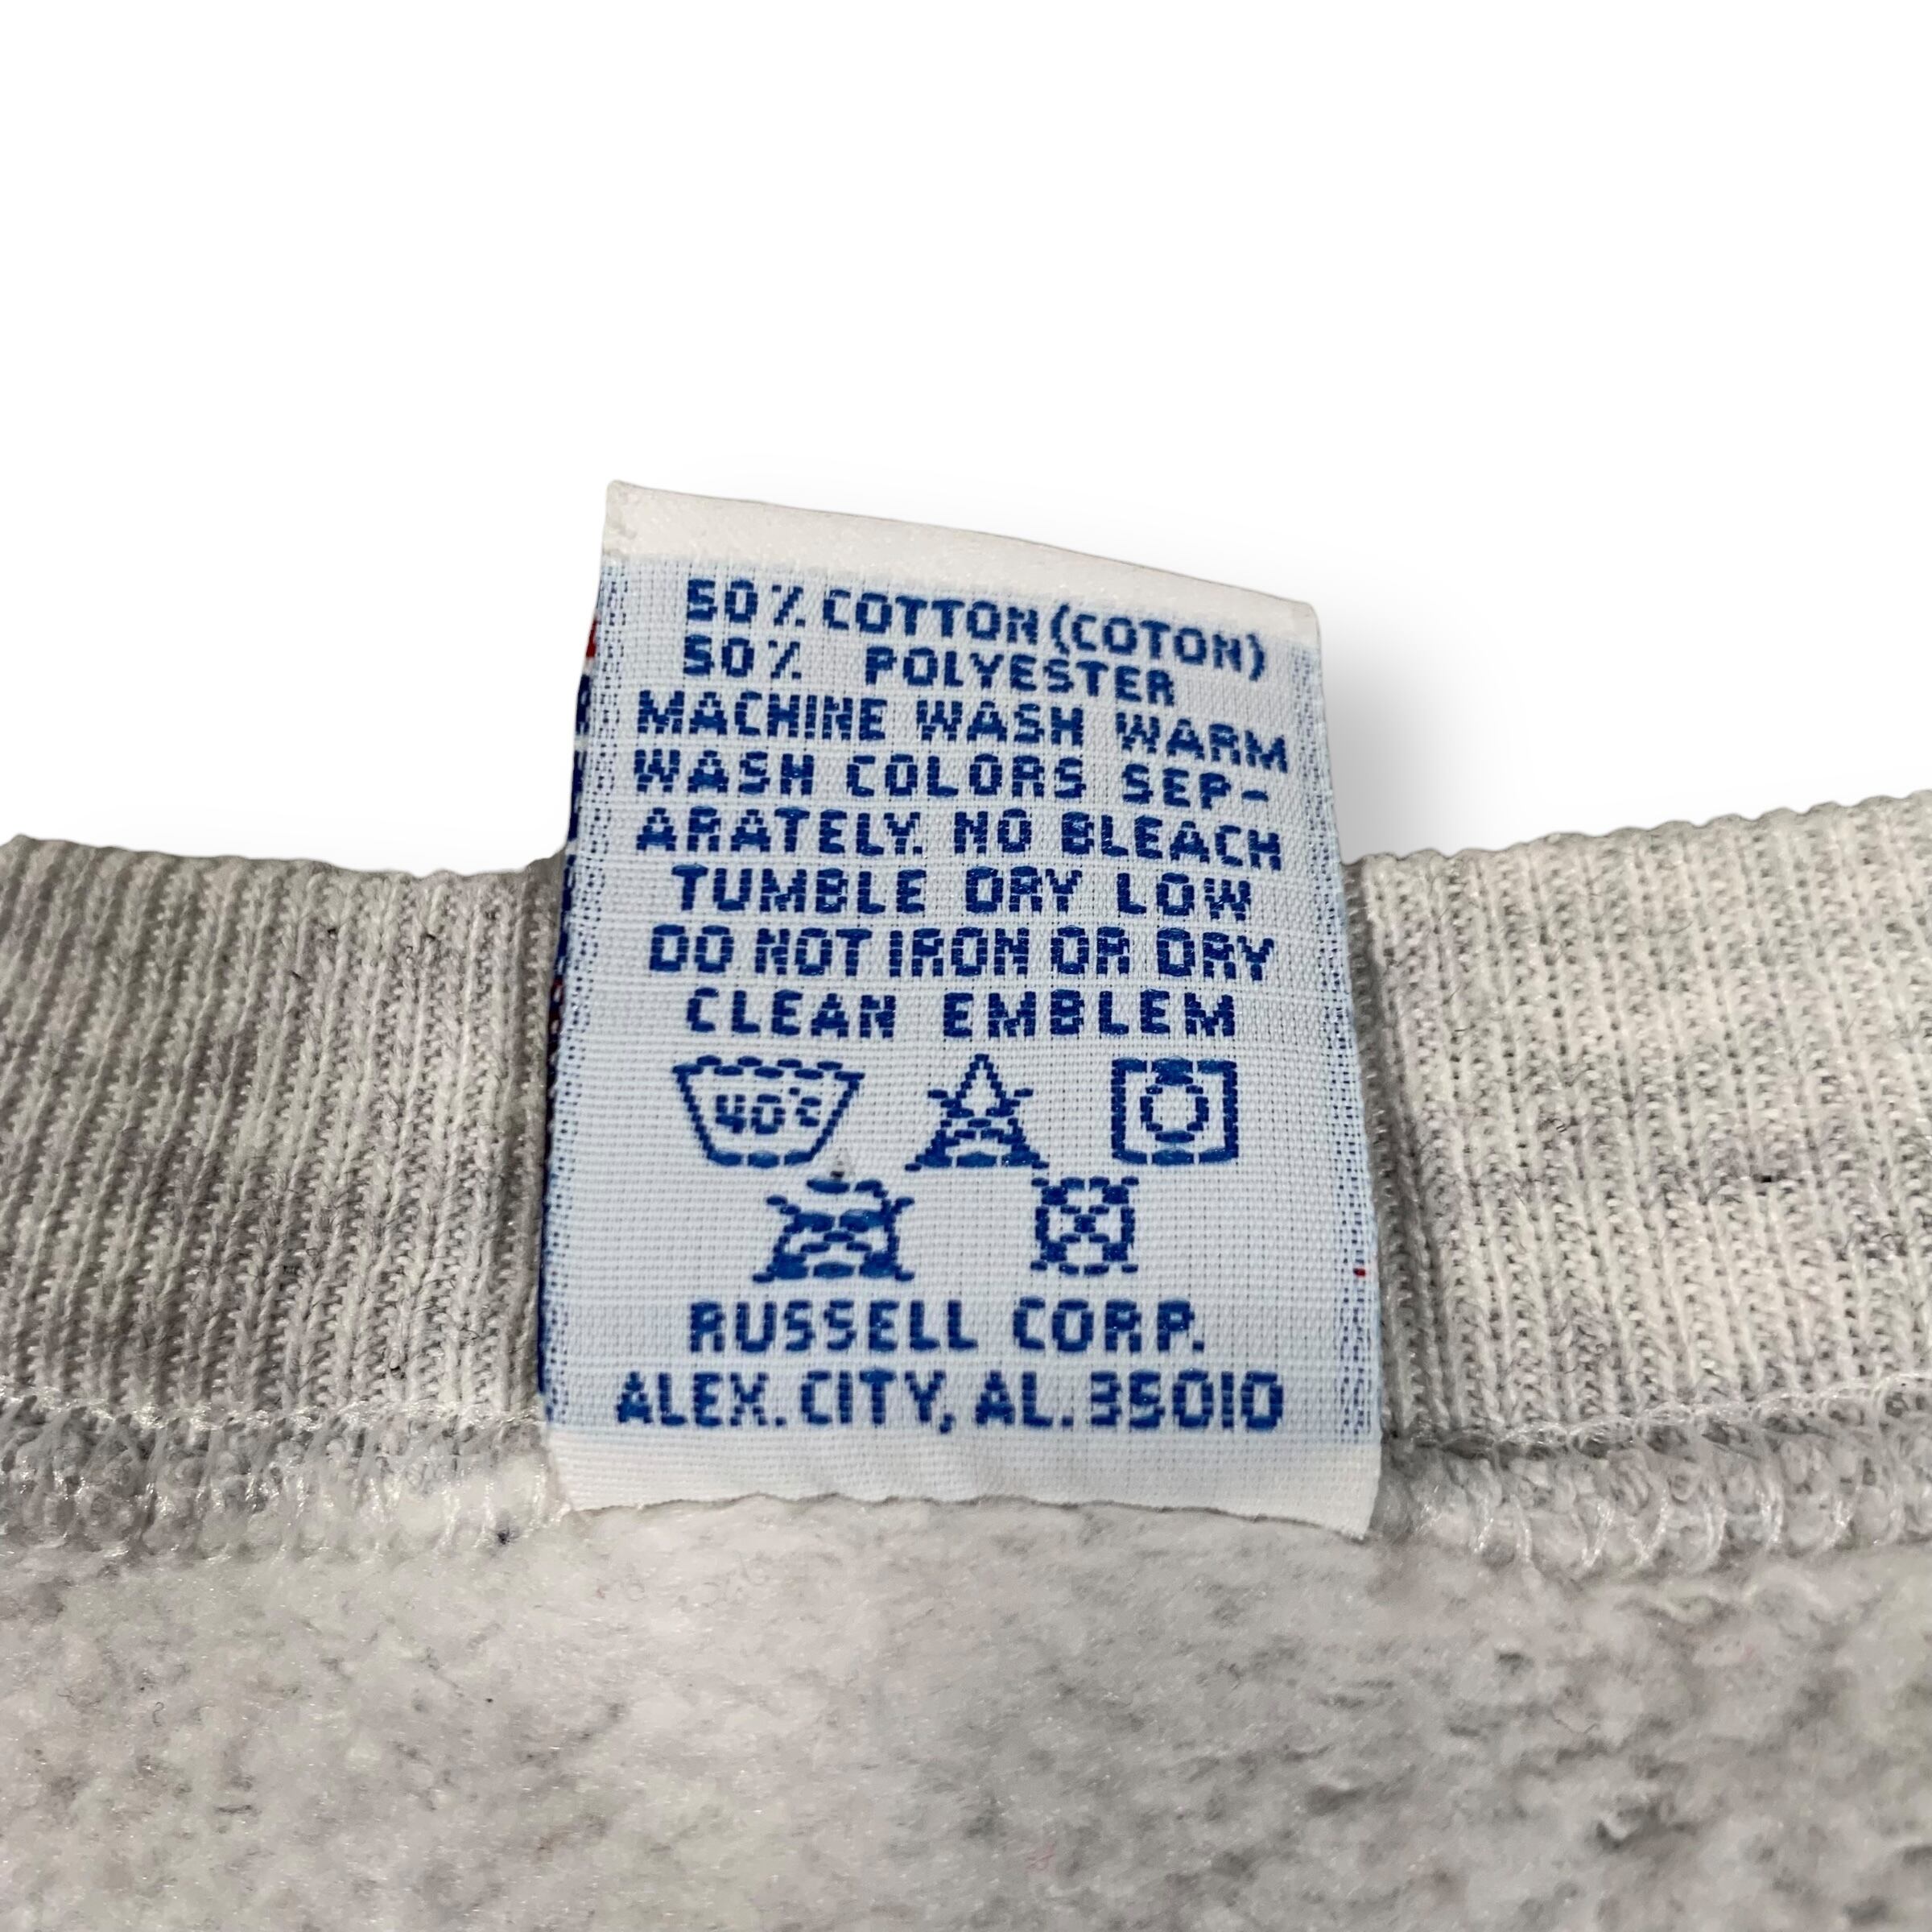 50% COTTON (COTON)
50% POLYESTER
MACHINE WASH WARM
WASH COLORS SEP-
ARATELY. NO BLEACH
TUMBLE DRY LOW
DO NOT IRON OR DRY
CLEAN EMBLEM
40°C
RUSSELL CORP.
ALEX. CITY, AL. 35010